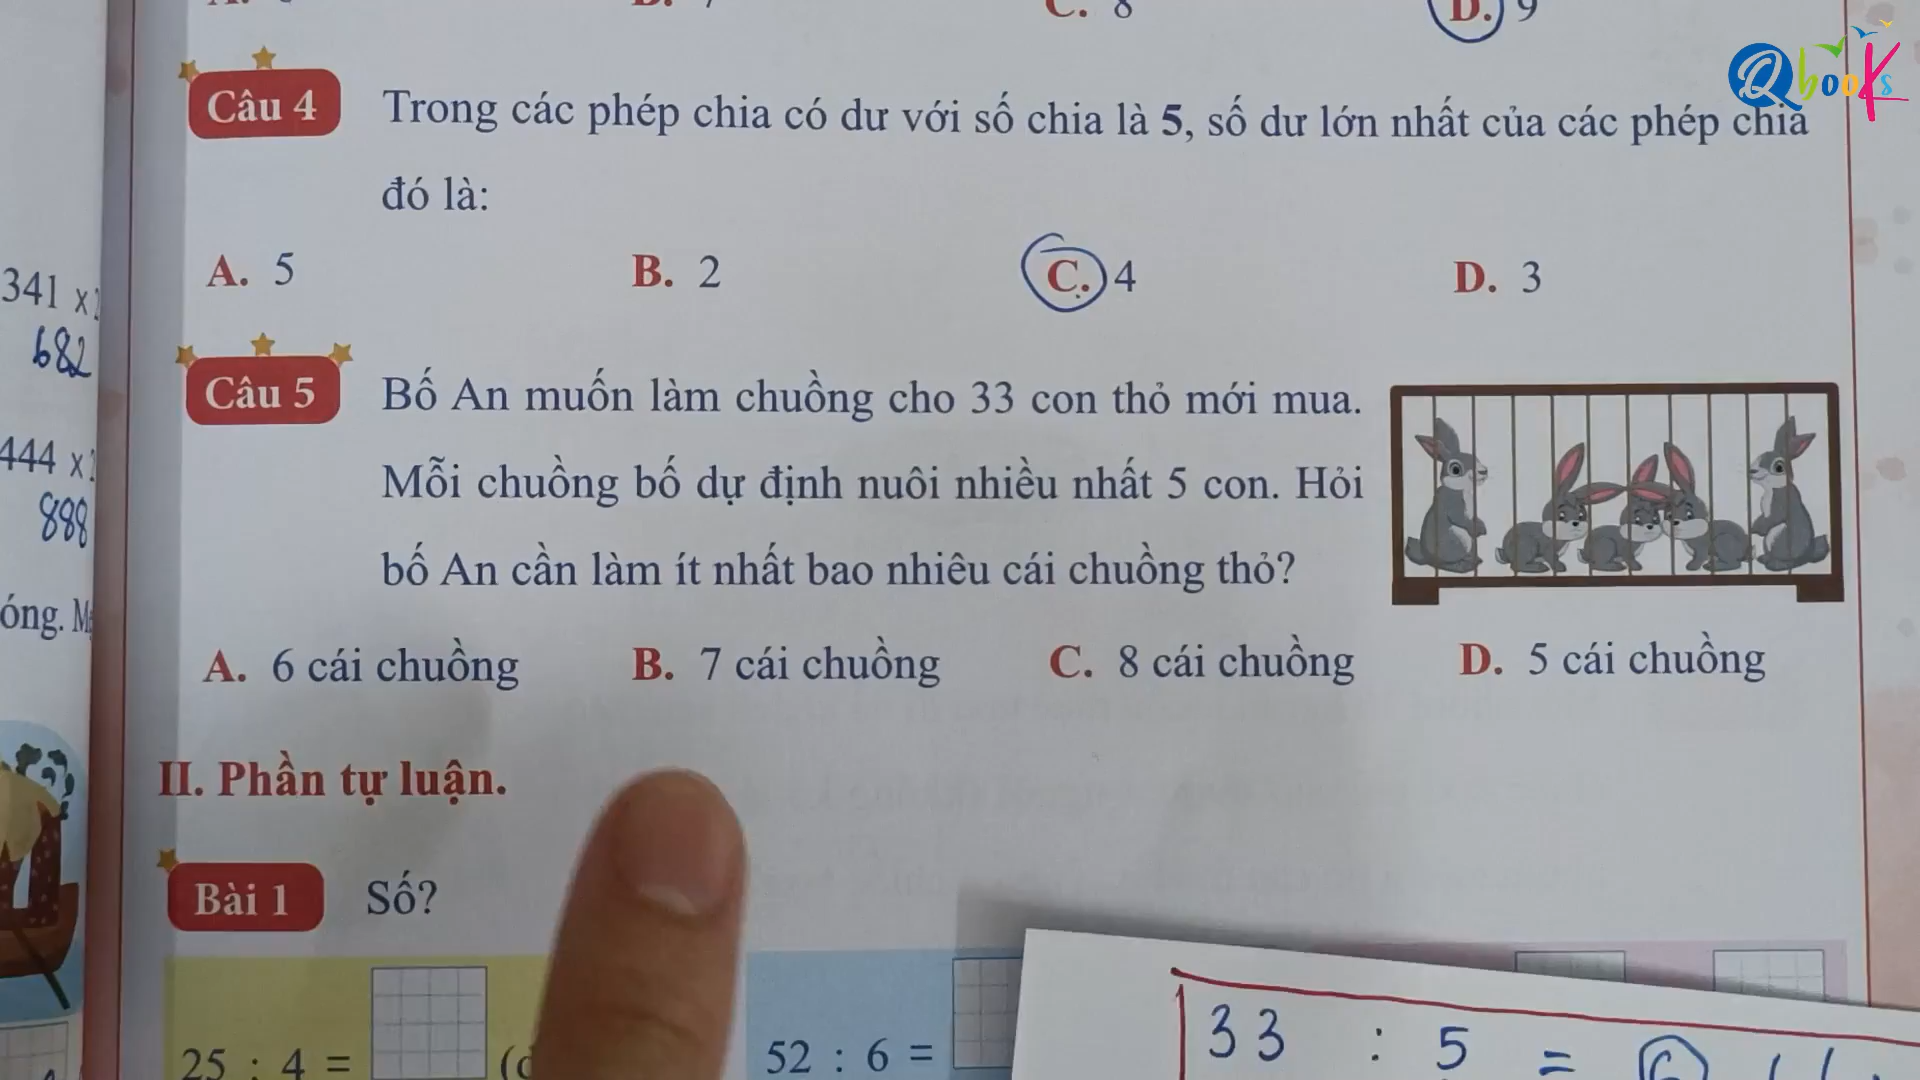 C. 8
D. 9
Qbooks
Câu 4 Trong các phép chia có dư với số chia là 5, số dư lớn nhất của các phép chia
đó là:
A. 5 B. 2 C. 4 D. 3
341 x
682
Câu 5 Bố An muốn làm chuồng cho 33 con thỏ mới mua.
444 x
888
Mỗi chuồng bố dự định nuôi nhiều nhất 5 con. Hỏi
bố An cần làm ít nhất bao nhiêu cái chuồng thỏ?
óng.
A. 6 cái chuồng B. 7 cái chuồng C. 8 cái chuồng D. 5 cái chuồng
II. Phần tự luận.
Bài 1 Số?
25 : 4 =
52 : 6 =
33 : 5 =